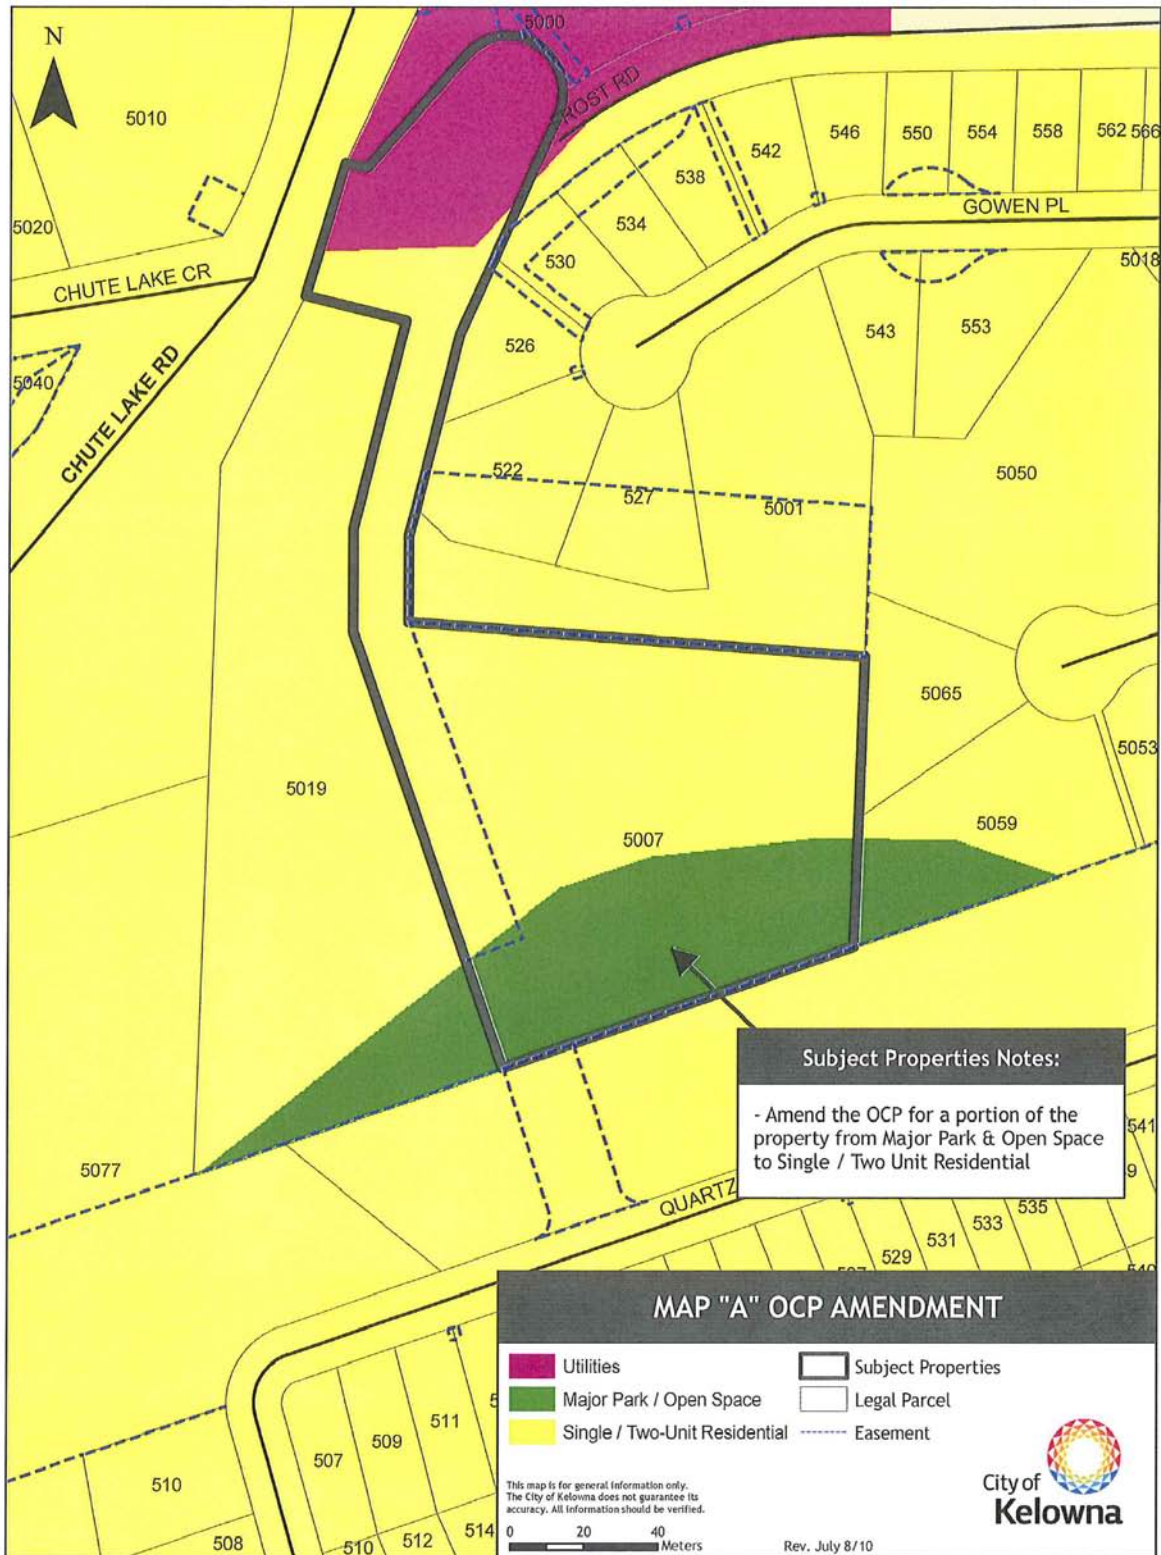 5000
N
ROST RD
5010
546
550
554
558
562
566
542
538
534
GOWEN PL
5020
530
5018
CHUTE LAKE CR
543
553
526
5040
CHUTE LAKE RD
522
527
5001
5050
5065
5053
5019
5007
5059
Subject Properties Notes:
- Amend the OCP for a portion of the
property from Major Park & Open Space
to Single / Two Unit Residential
541
5077
9
QUARTZ
535
533
531
529
MAP "A" OCP AMENDMENT
Utilities
Subject Properties
Major Park / Open Space
Legal Parcel
Single / Two-Unit Residential
Easement
511
509
507
510
508
510
512
514
This map is for general information only.
The City of Kelowna does not guarantee its
accuracy. All information should be verified.
0 20 40
Meters
Rev. July 8/10
City of
Kelowna